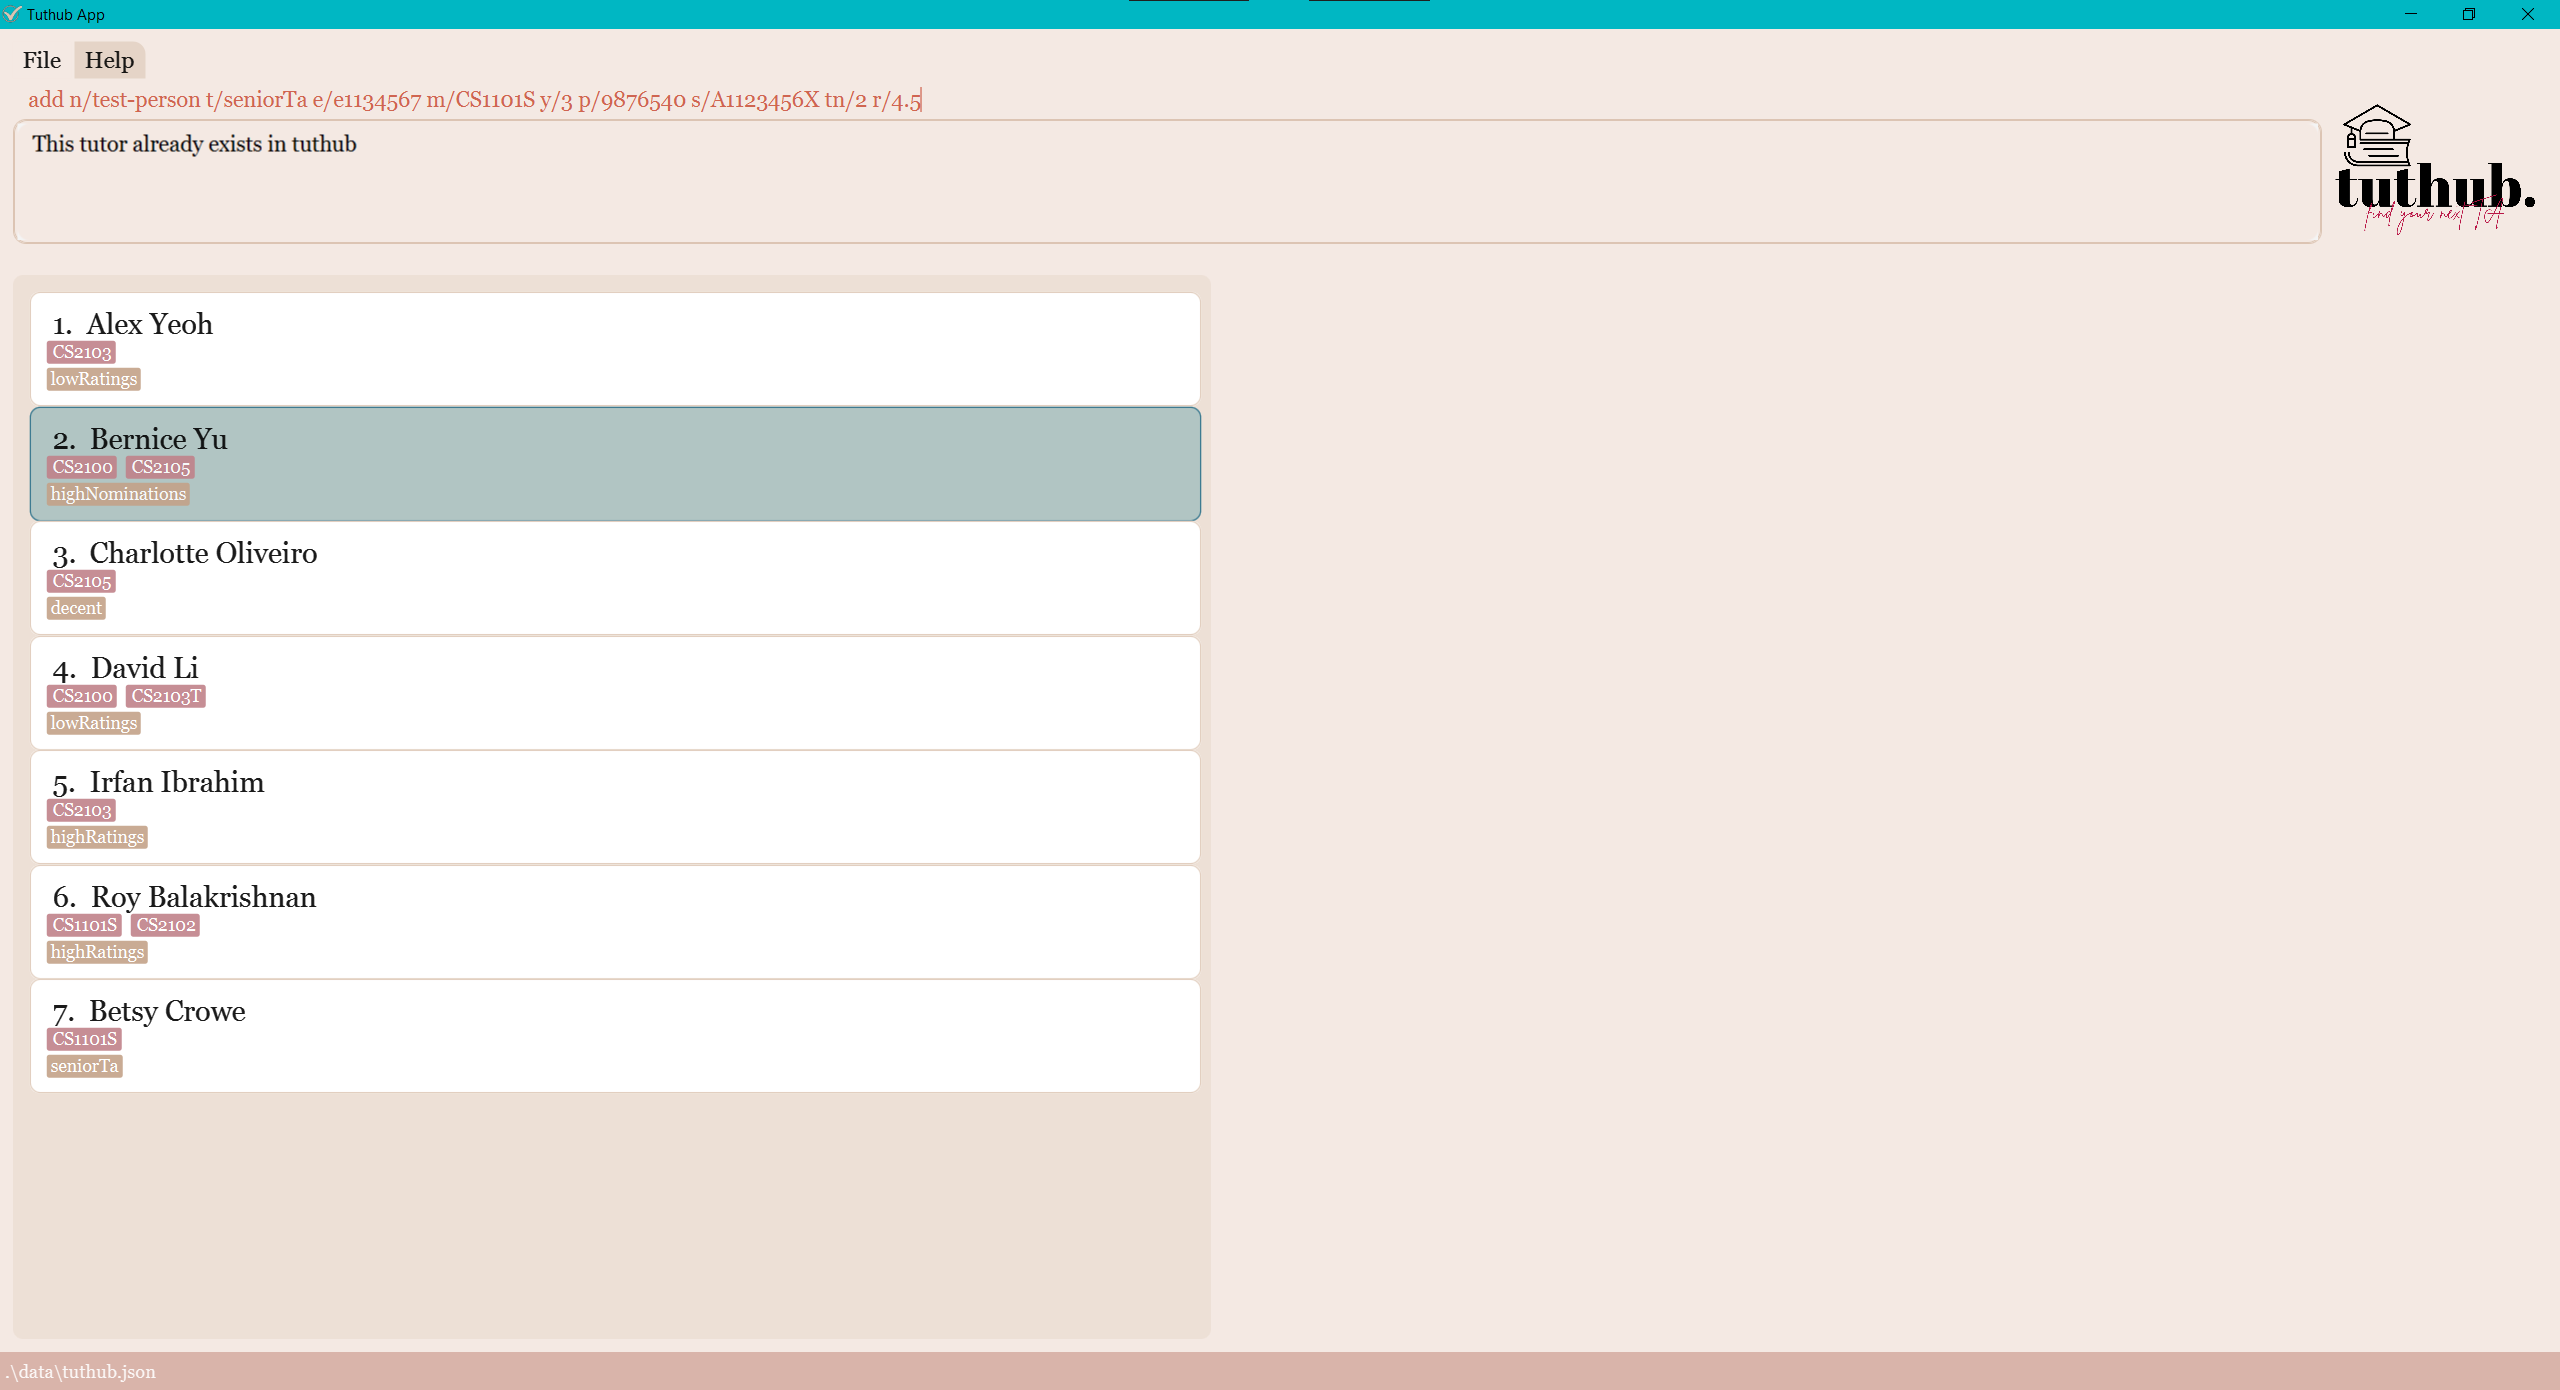 Tuthub App
File Help
add n/test-person t/seniorTa e/e1134567 m/CS1101S y/3 p/9876540 s/A1123456X tn/2 r/4.5
This tutor already exists in tuthub
tuthub.
find your next TA
1. Alex Yeoh
CS2103
lowRatings
2. Bernice Yu
CS2100 CS2105
highNominations
3. Charlotte Oliveiro
CS2105
decent
4. David Li
CS2100 CS2103T
lowRatings
5. Irfan Ibrahim
CS2103
highRatings
6. Roy Balakrishnan
CS1101S CS2102
highRatings
7. Betsy Crowe
CS1101S
seniorTa
.\data\tuthub.json